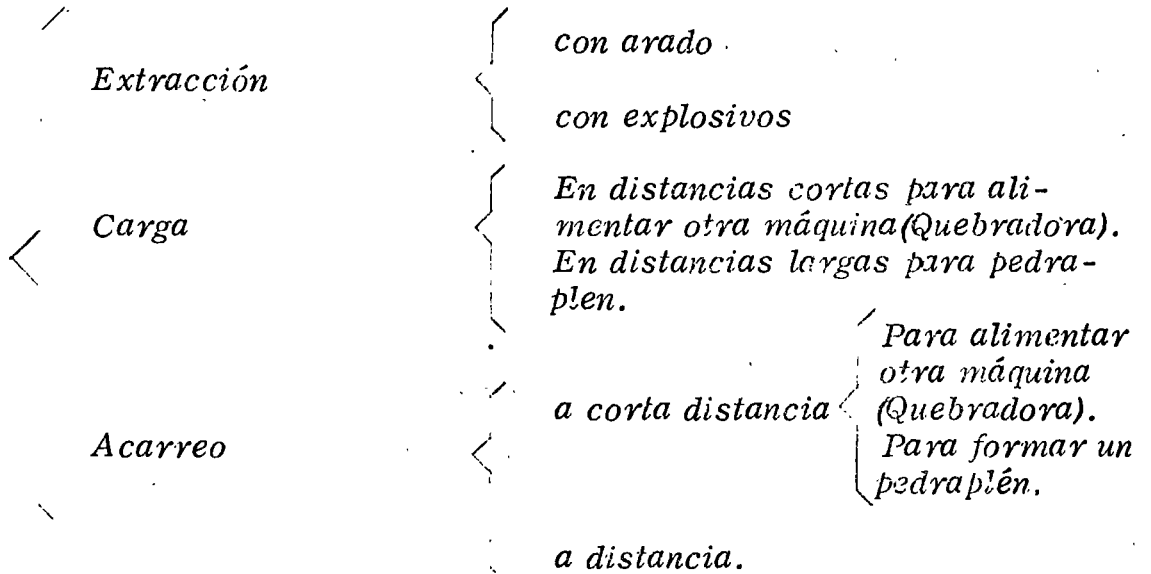 Extracción
con arado
con explosivos
Carga
En distancias cortas para ali-
mentar otra máquina(Quebradora).
En distancias largas para pedra-
plen.
Acarreo
a corta distancia
Para alimentar
otra máquina
(Quebradora).
Para formar un
pedraplén.
a distancia.